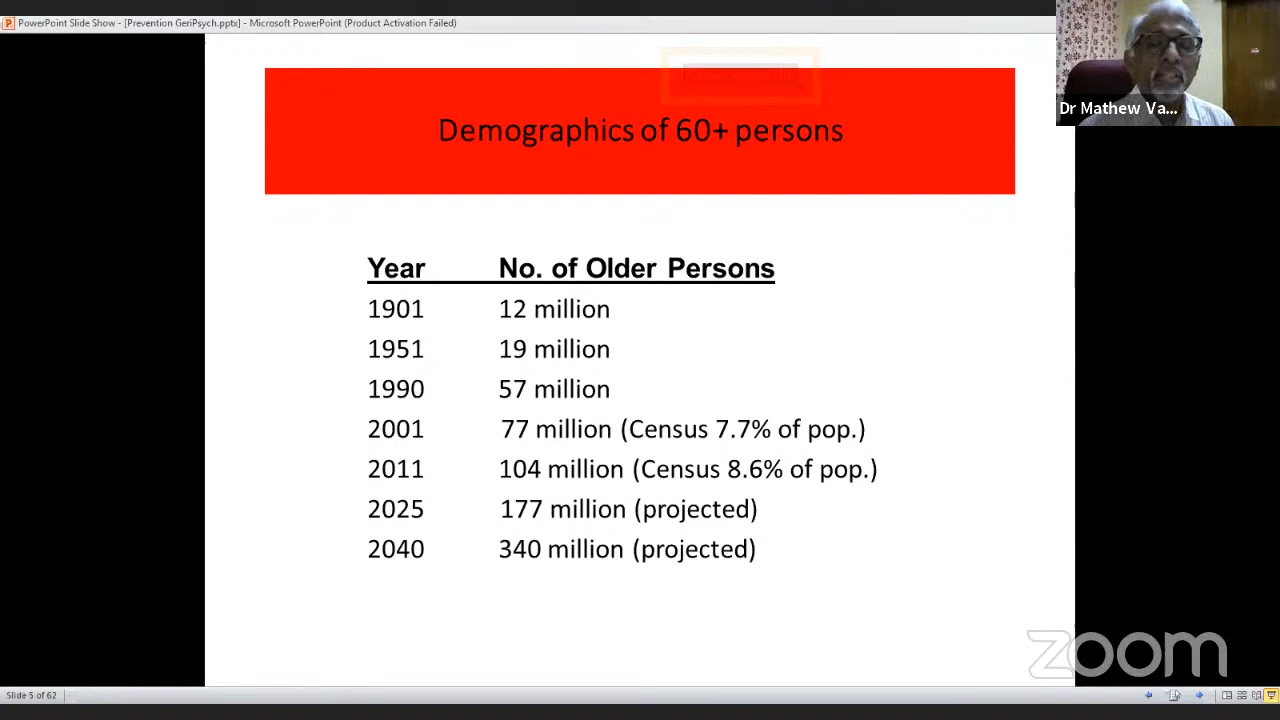 PowerPoint Slide Show - [Prevention GeriPsych.pptx] - Microsoft PowerPoint (Product Activation Failed)
Dr Mathew Va...
Demographics of 60+ persons
Year No. of Older Persons
1901 12 million
1951 19 million
1990 57 million
2001 77 million (Census 7.7% of pop.)
2011 104 million (Census 8.6% of pop.)
2025 177 million (projected)
2040 340 million (projected)
zoom
Slide 5 of 62